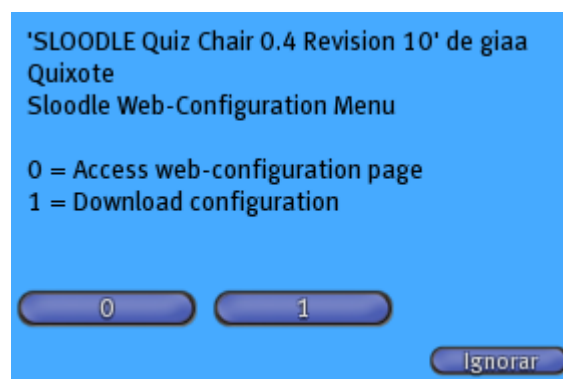 'SLOODLE Quiz Chair 0.4 Revision 10' de giaa
Quixote
Sloodle Web-Configuration Menu
0 = Access web-configuration page
1 = Download configuration
0 1
Ignorar